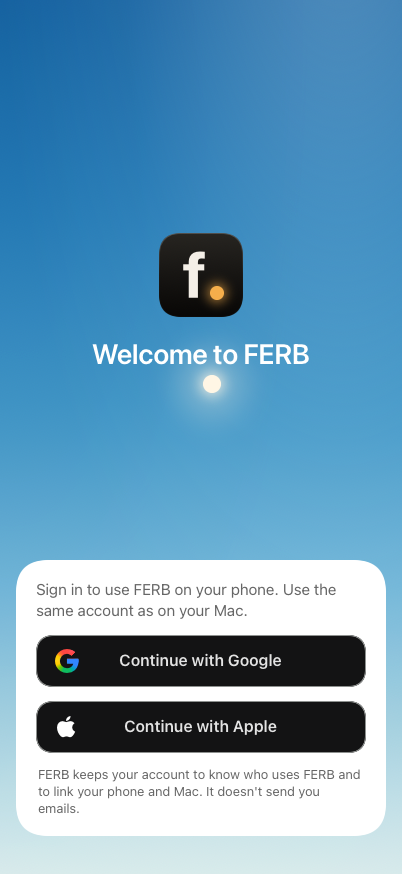 f.
Welcome to FERB
Sign in to use FERB on your phone. Use the
same account as on your Mac.
Continue with Google
Continue with Apple
FERB keeps your account to know who uses FERB and
to link your phone and Mac. It doesn't send you
emails.